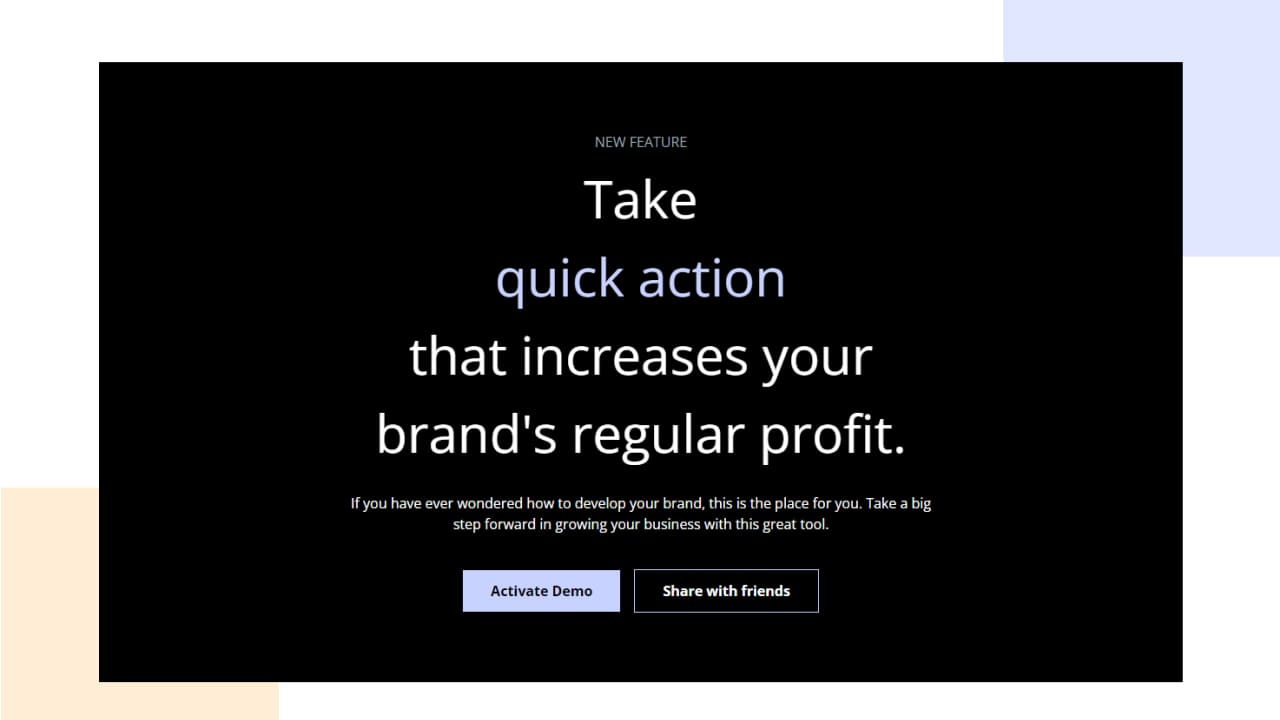 NEW FEATURE
Take
quick action
that increases your
brand's regular profit.
If you have ever wondered how to develop your brand, this is the place for you. Take a big
step forward in growing your business with this great tool.
Activate Demo
Share with friends